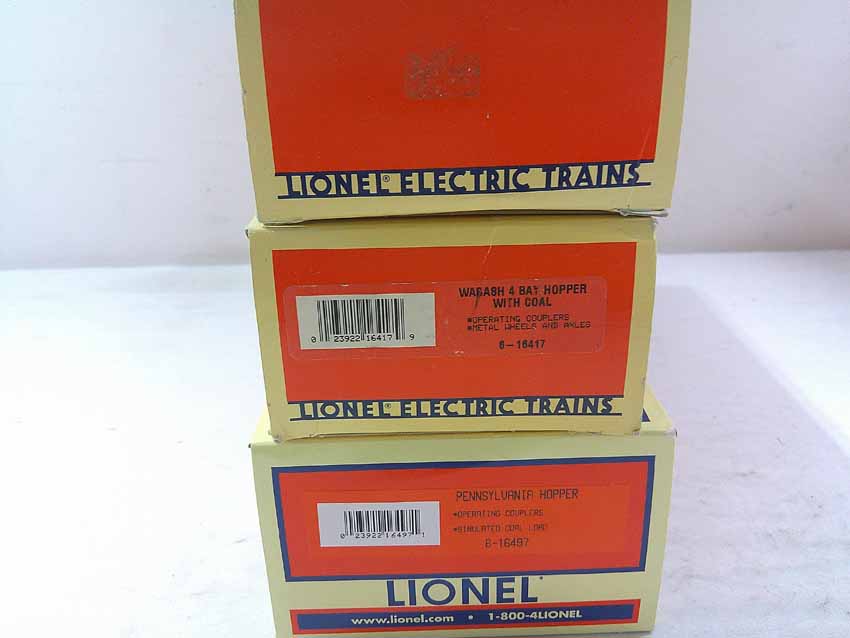 LIONEL® ELECTRIC TRAINS
WABASH 4 BAY HOPPER
WITH COAL
*OPERATING COUPLERS
*METAL WHEELS AND AXLES
6-16417
0 23922 16417 9
LIONEL® ELECTRIC TRAINS
PENNSYLVANIA HOPPER
*OPERATING COUPLERS
*SIMULATED COAL LOAD
6-16497
0 23922 16497 1
LIONEL®
www.lionel.com • 1-800-4LIONEL